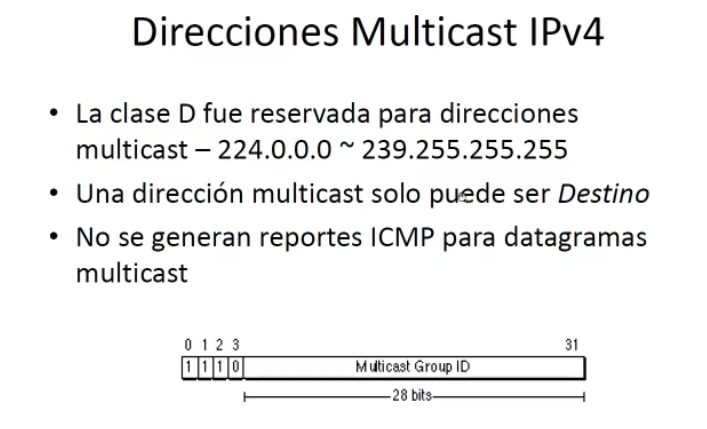 Direcciones Multicast IPv4
• La clase D fue reservada para direcciones
multicast – 224.0.0.0 ~ 239.255.255.255
• Una dirección multicast solo puede ser Destino
• No se generan reportes ICMP para datagramas
multicast
0 1 2 3 31
1 1 1 0 Multicast Group ID
28 bits